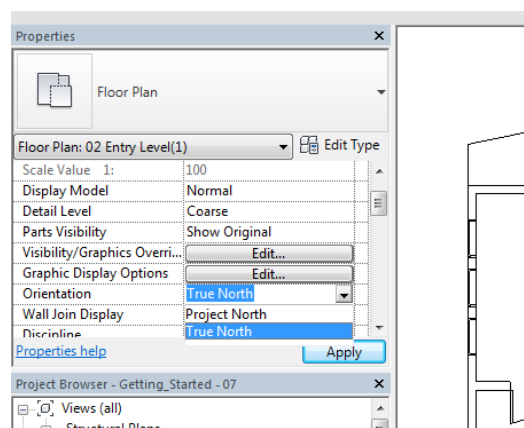 Properties
Floor Plan
Floor Plan: 02 Entry Level(1)
Edit Type
Scale Value 1: 100
Display Model Normal
Detail Level Coarse
Parts Visibility Show Original
Visibility/Graphics Overri... Edit...
Graphic Display Options Edit...
Orientation True North
Wall Join Display Project North
Discipline True North
Properties help Apply
Project Browser - Getting_Started - 07
Views (all)
Structural Plans